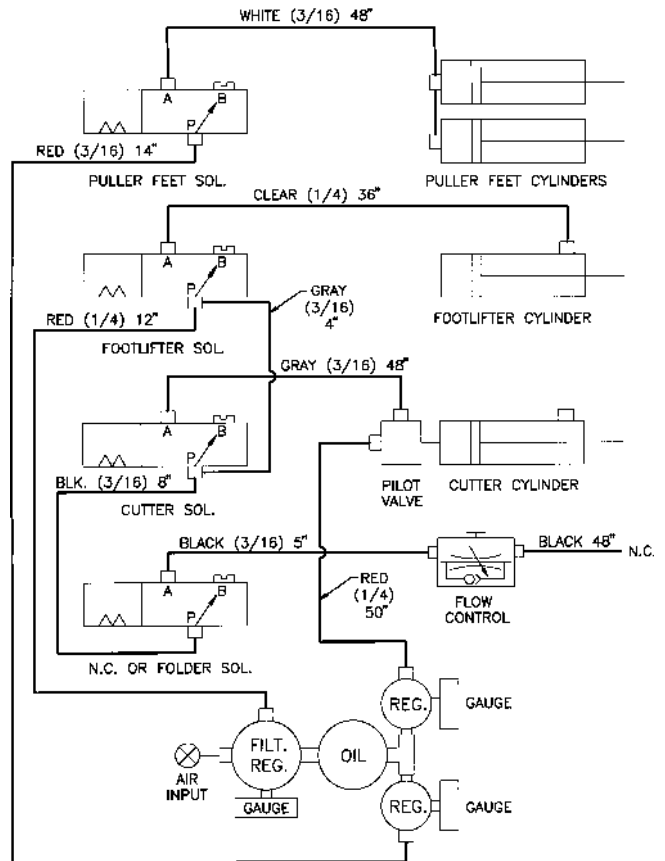 WHITE (3/16) 48"
A
B
P
RED (3/16) 14"
PULLER FEET SOL.
PULLER FEET CYLINDERS
CLEAR (1/4) 36"
A
B
P
GRAY
(3/16)
4"
RED (1/4) 12"
FOOTLIFTER SOL.
FOOTLIFTER CYLINDER
GRAY (3/16) 48"
A
B
P
BLK. (3/16) 8"
CUTTER SOL.
PILOT
VALVE
CUTTER CYLINDER
BLACK (3/16) 5"
BLACK 48"
N.C.
A
B
P
FLOW
CONTROL
RED
(1/4)
50"
N.C. OR FOLDER SOL.
REG.
GAUGE
FILT.
REG.
OIL
AIR
INPUT
GAUGE
REG.
GAUGE